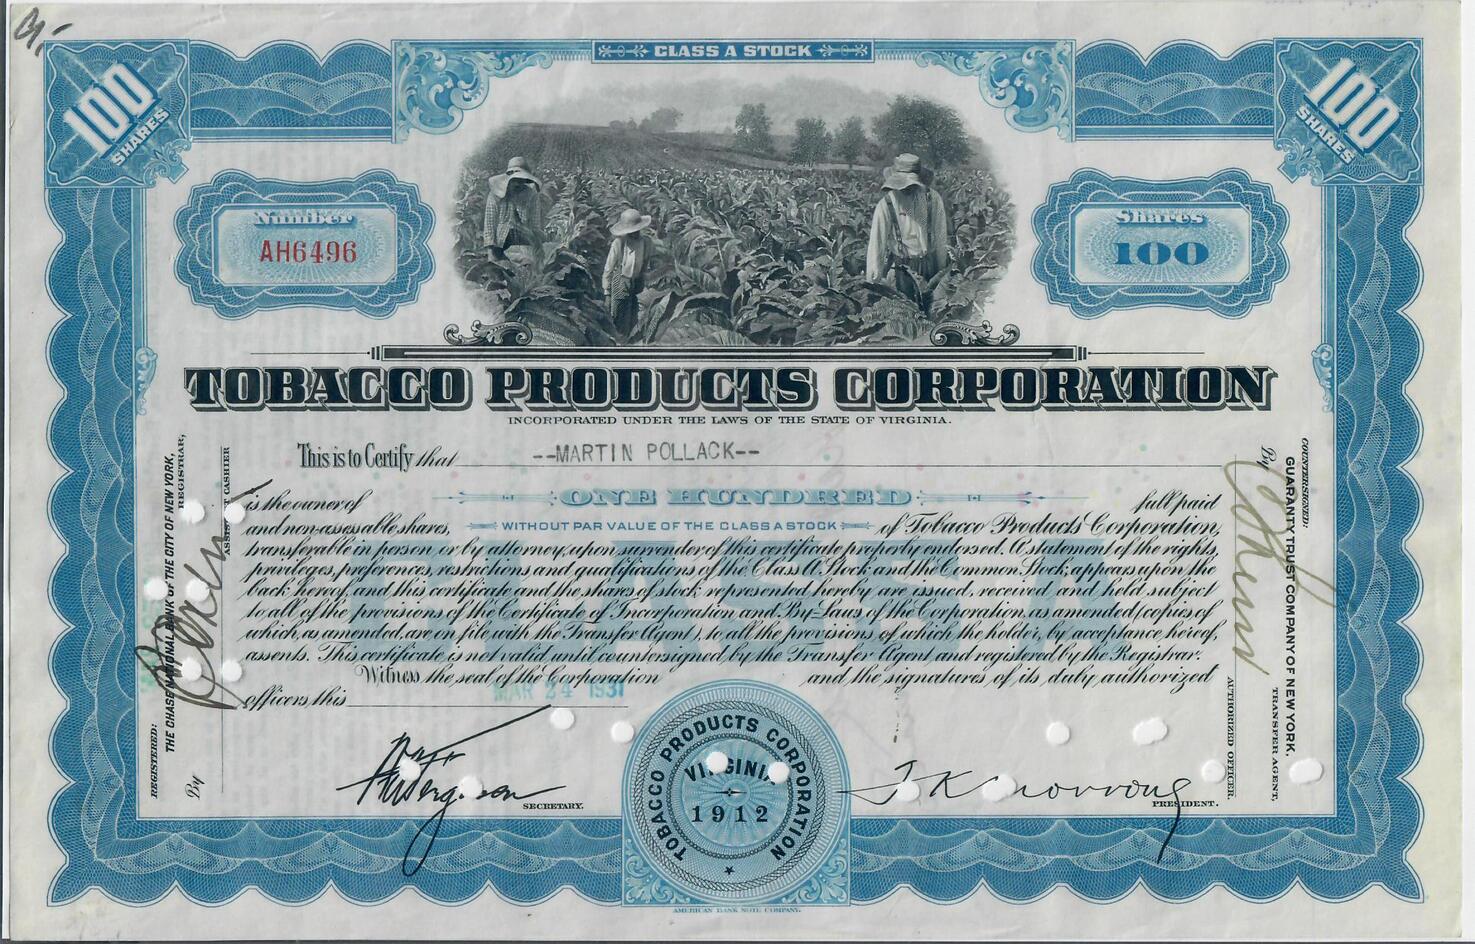 CLASS A STOCK
100 SHARES
100 SHARES
Number
AH6496
Shares
100
TOBACCO PRODUCTS CORPORATION
INCORPORATED UNDER THE LAWS OF THE STATE OF VIRGINIA.
This is to Certify that --MARTIN POLLACK--
is the owner of ONE HUNDRED full paid
and non-assessable shares, WITHOUT PAR VALUE OF THE CLASS A STOCK of Tobacco Products Corporation,
transferable in person or by attorney, upon surrender of this certificate properly endorsed. A statement of the rights,
privileges, preferences, restrictions and qualifications of the Class A Stock and the Common Stock, appears upon the
back hereof, and this certificate and the shares of stock represented hereby are issued, received and held subject
to all of the provisions of the Certificate of Incorporation and By-Laws of the Corporation, as amended (copies of
which, as amended, are on file with the Transfer Agent), to all the provisions of which the holder, by acceptance hereof,
assents. This certificate is not valid until countersigned by the Transfer Agent and registered by the Registrar.
Witness the seal of the Corporation and the signatures of its duly authorized
officers, this MAR 24 1931
CLASS A
SECRETARY.
PRESIDENT.
TOBACCO PRODUCTS CORPORATION
VIRGINIA
1912
AMERICAN BANK NOTE COMPANY.
REGISTERED:
THE CHASE NATIONAL BANK OF THE CITY OF NEW YORK,
REGISTRAR,
By
ASSIST CASHIER
COUNTERSIGNED:
GUARANTY TRUST COMPANY OF NEW YORK,
TRANSFER AGENT,
By
AUTHORIZED OFFICER.